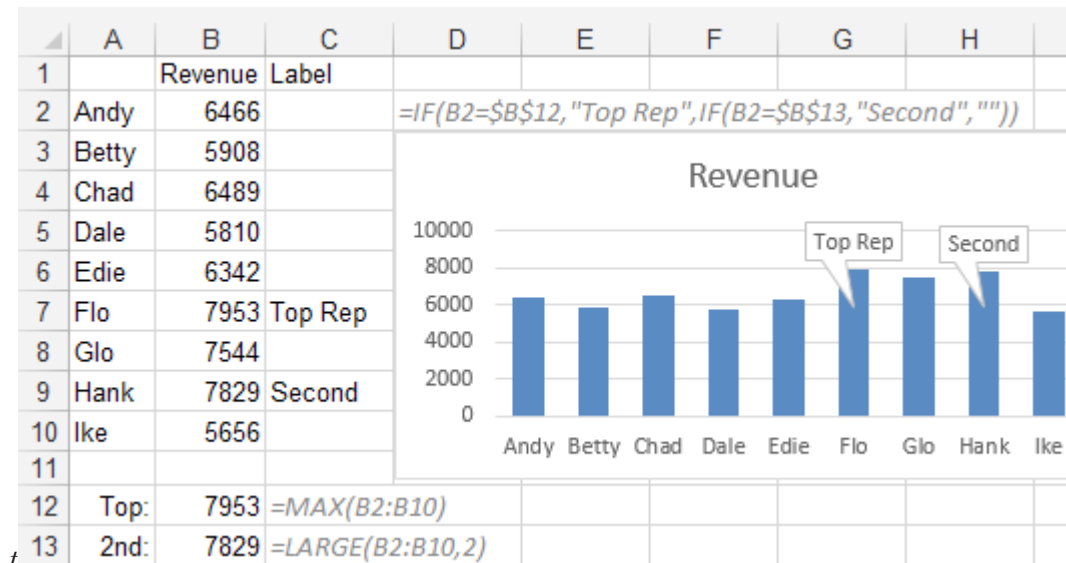 A B C D E F G H
1 Revenue Label
2 Andy 6466 =IF(B2=$B$12,"Top Rep",IF(B2=$B$13,"Second",""))
3 Betty 5908
4 Chad 6489
5 Dale 5810
6 Edie 6342
7 Flo 7953 Top Rep
8 Glo 7544
9 Hank 7829 Second
10 Ike 5656
11
12 Top: 7953 =MAX(B2:B10)
13 2nd: 7829 =LARGE(B2:B10,2)
Revenue
10000
8000
6000
4000
2000
0
Top Rep Second
Andy Betty Chad Dale Edie Flo Glo Hank Ike
t